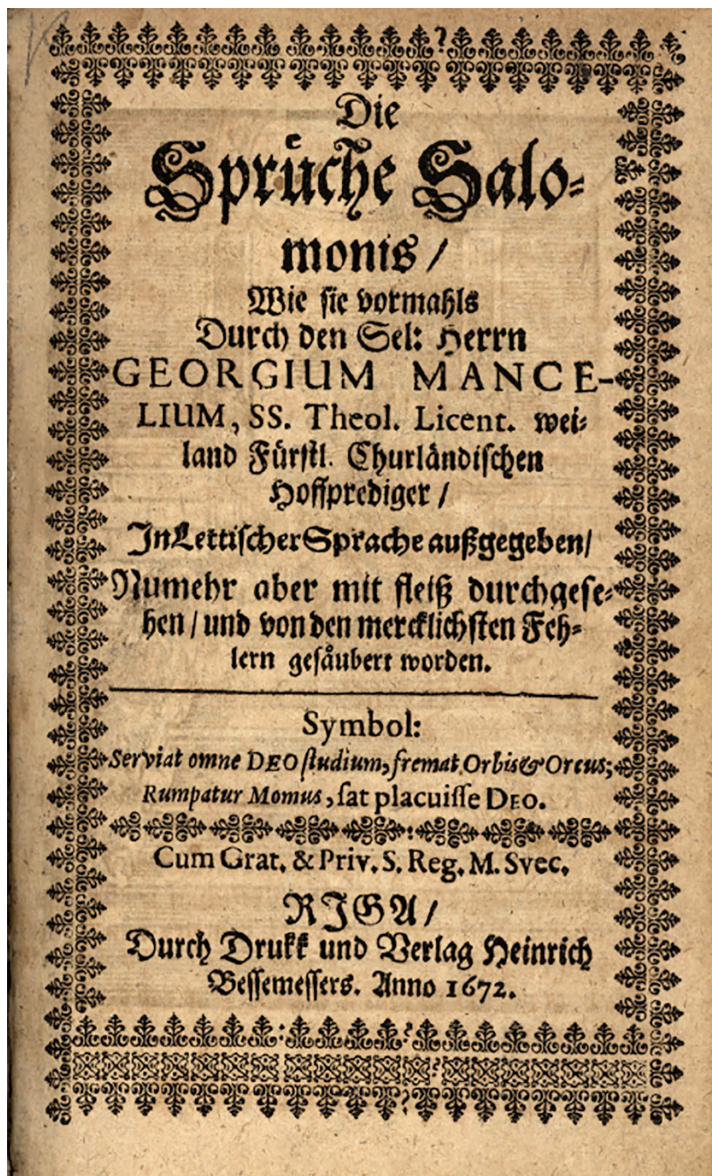 Die
Sprüche Salo-
monis /
Wie sie vormahls
Durch den Sel: Herrn
GEORGIUM MANCE-
LIUM, SS. Theol. Licent. wei-
land Fürstl. Churländischen
Hoffprediger /
In Lettischer Sprache außgegeben /
Numehr aber mit fleiß durchgese-
hen / und von den mercklichsten Feh-
lern gesäubert worden.
Symbol:
Serviat omne DEO studium, fremat Orbis & Orcus;
Rumpatur Momus, sat placuisse DEO.
Cum Grat. & Priv. S. Reg. M. Svec.
RIGA /
Durch Drukk und Verlag Heinrich
Bessemessers. Anno 1672.